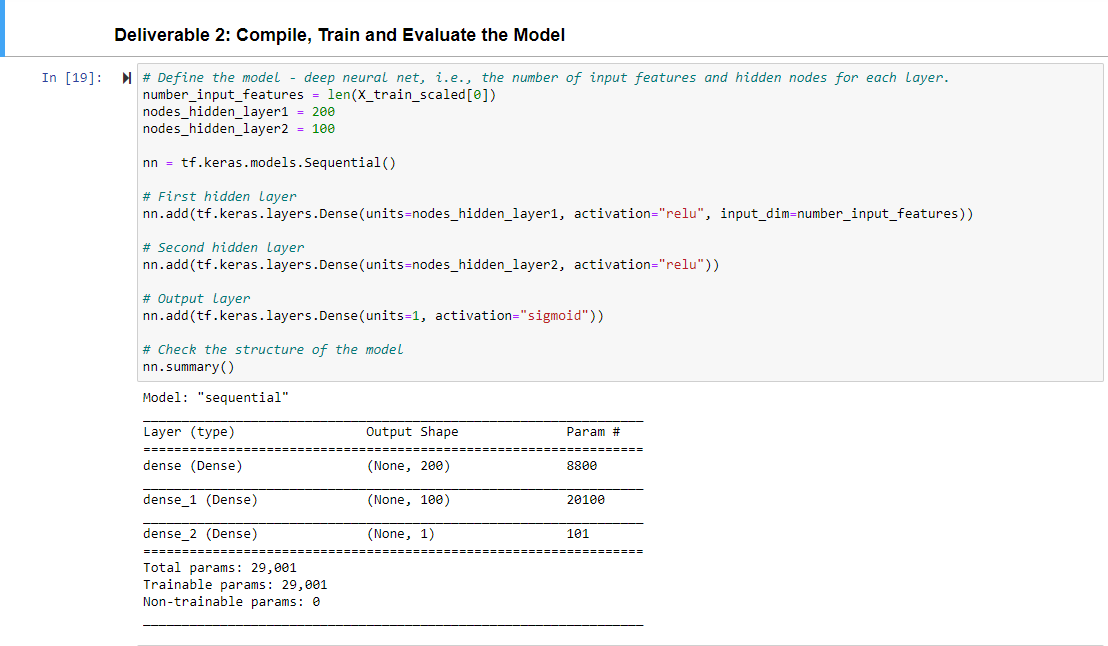 Deliverable 2: Compile, Train and Evaluate the Model
In [19]:
# Define the model - deep neural net, i.e., the number of input features and hidden nodes for each layer.
number_input_features = len(X_train_scaled[0])
nodes_hidden_layer1 = 200
nodes_hidden_layer2 = 100
nn = tf.keras.models.Sequential()
# First hidden layer
nn.add(tf.keras.layers.Dense(units=nodes_hidden_layer1, activation="relu", input_dim=number_input_features))
# Second hidden layer
nn.add(tf.keras.layers.Dense(units=nodes_hidden_layer2, activation="relu"))
# Output layer
nn.add(tf.keras.layers.Dense(units=1, activation="sigmoid"))
# Check the structure of the model
nn.summary()
Model: "sequential"
_________________________________________________________________
Layer (type) Output Shape Param #
=================================================================
dense (Dense) (None, 200) 8800
_________________________________________________________________
dense_1 (Dense) (None, 100) 20100
_________________________________________________________________
dense_2 (Dense) (None, 1) 101
=================================================================
Total params: 29,001
Trainable params: 29,001
Non-trainable params: 0
_________________________________________________________________